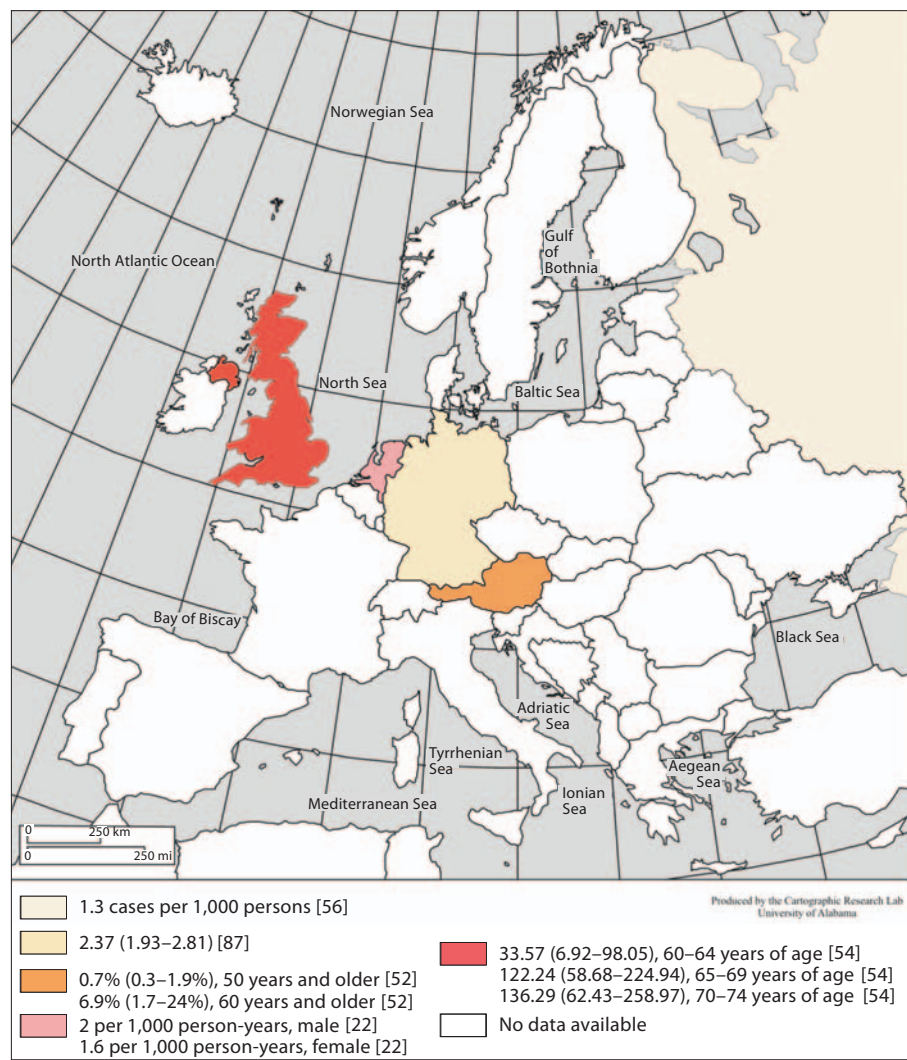 Norwegian Sea
North Atlantic Ocean
Gulf
of
Bothnia
North Sea
Baltic Sea
Bay of Biscay
Black Sea
Adriatic
Sea
Tyrrhenian
Sea
Aegean
Sea
Ionian
Sea
Mediterranean Sea
0 250 km
0 250 mi
1.3 cases per 1,000 persons [56]
2.37 (1.93–2.81) [87]
0.7% (0.3–1.9%), 50 years and older [52]
6.9% (1.7–24%), 60 years and older [52]
2 per 1,000 person-years, male [22]
1.6 per 1,000 person-years, female [22]
Produced by the Cartographic Research Lab
University of Alabama
33.57 (6.92–98.05), 60–64 years of age [54]
122.24 (58.68–224.94), 65–69 years of age [54]
136.29 (62.43–258.97), 70–74 years of age [54]
No data available